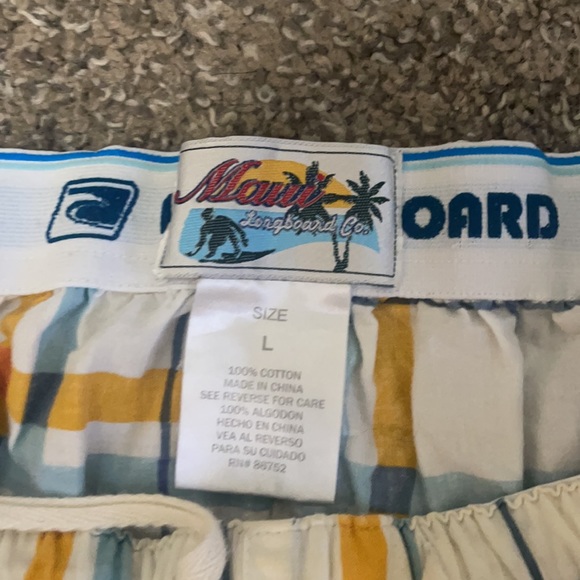 Maui
Longboard Co.
OARD
SIZE
L
100% COTTON
MADE IN CHINA
SEE REVERSE FOR CARE
100% ALGODON
HECHO EN CHINA
VEA AL REVERSO
PARA SU CUIDADO
RN# 86752